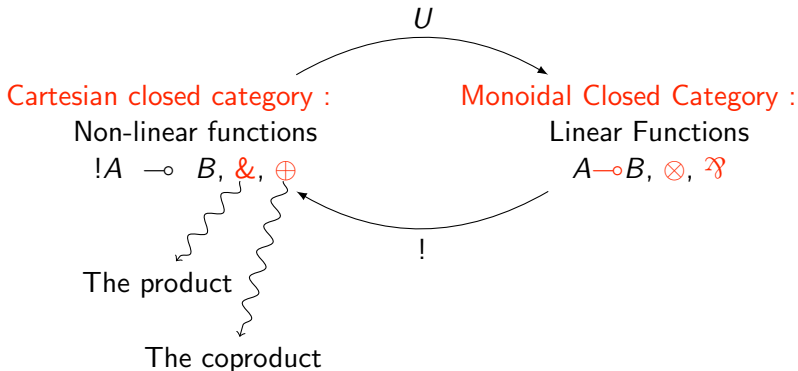 U
Cartesian closed category :
Non-linear functions
!A ⊸ B, &, ⊕
Monoidal Closed Category :
Linear Functions
A⊸B, ⊗, ⅋
!
The product
The coproduct